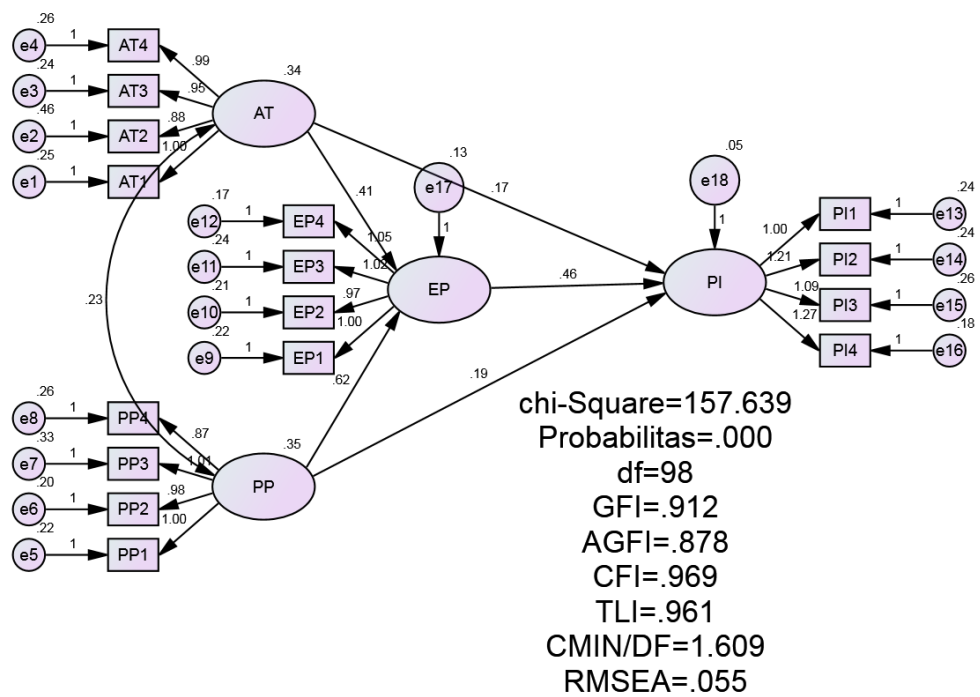 .26
e4 1 AT4
.99
.34
.24
e3 1 AT3
.95
AT
.46
e2 1 AT2
.88
.25
e1 1 AT1
1.00
.13
e17
.17
.05
e18
1
.41
1
.17
e12 1 EP4
1.05
.24
e11 1 EP3
1.02
.21
e10 1 EP2
.97
.22
e9 1 EP1
1.00
EP
.46
PI
1.00
PI1 1 e13
.24
1.21
PI2 1 e14
.24
1.09
PI3 1 e15
.26
1.27
PI4 1 e16
.18
.23
.62
.19
.26
e8 1 PP4
.87
.35
.33
e7 1 PP3
1.01
PP
.20
e6 1 PP2
.98
.22
e5 1 PP1
1.00
chi-Square=157.639
Probabilitas=.000
df=98
GFI=.912
AGFI=.878
CFI=.969
TLI=.961
CMIN/DF=1.609
RMSEA=.055